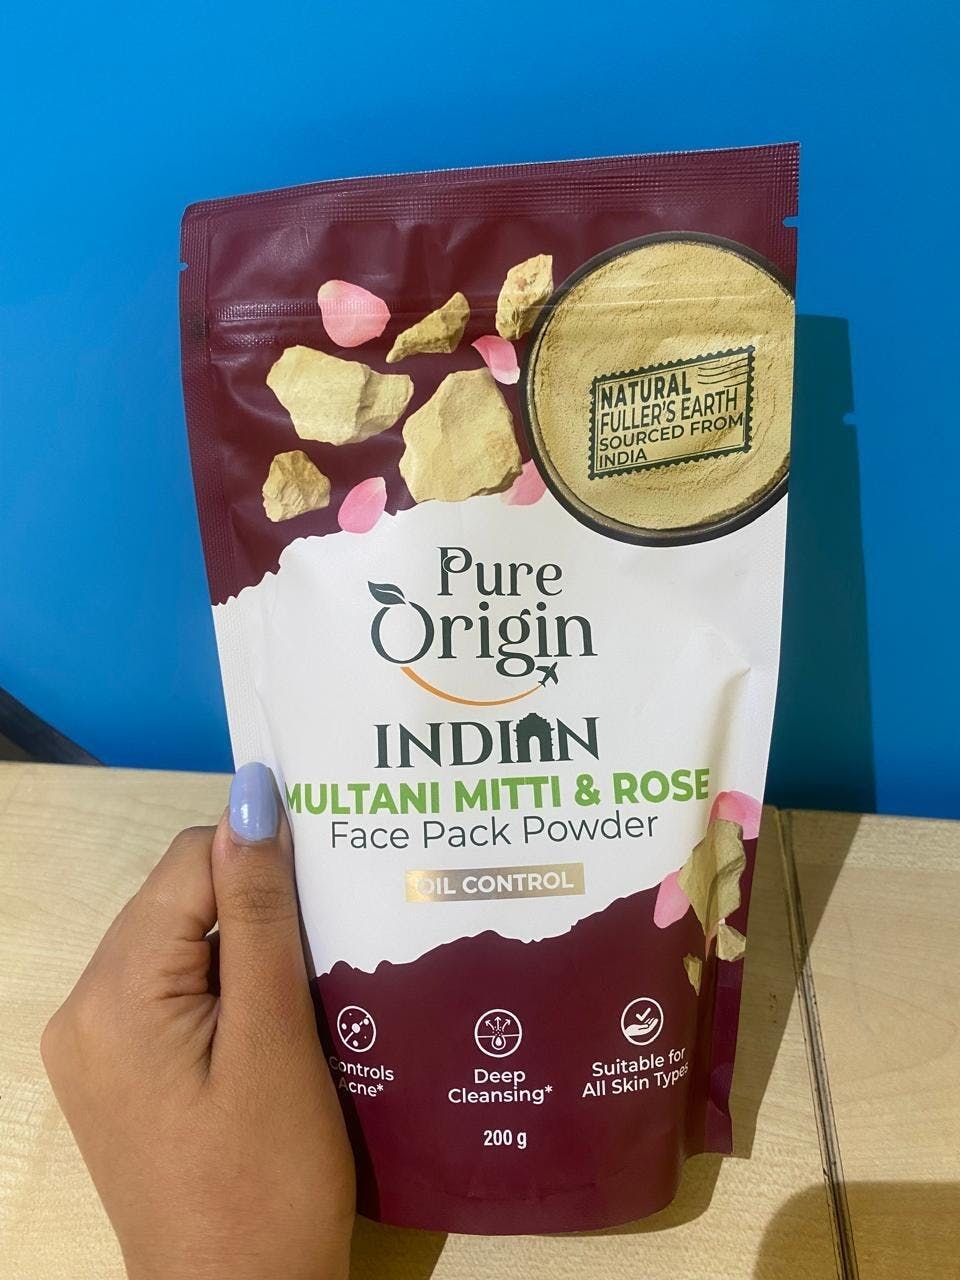 NATURAL
FULLER'S EARTH
SOURCED FROM
INDIA
Pure
Origin
INDIAN
MULTANI MITTI & ROSE
Face Pack Powder
OIL CONTROL
Controls
Acne*
Deep
Cleansing*
Suitable for
All Skin Types
200 g